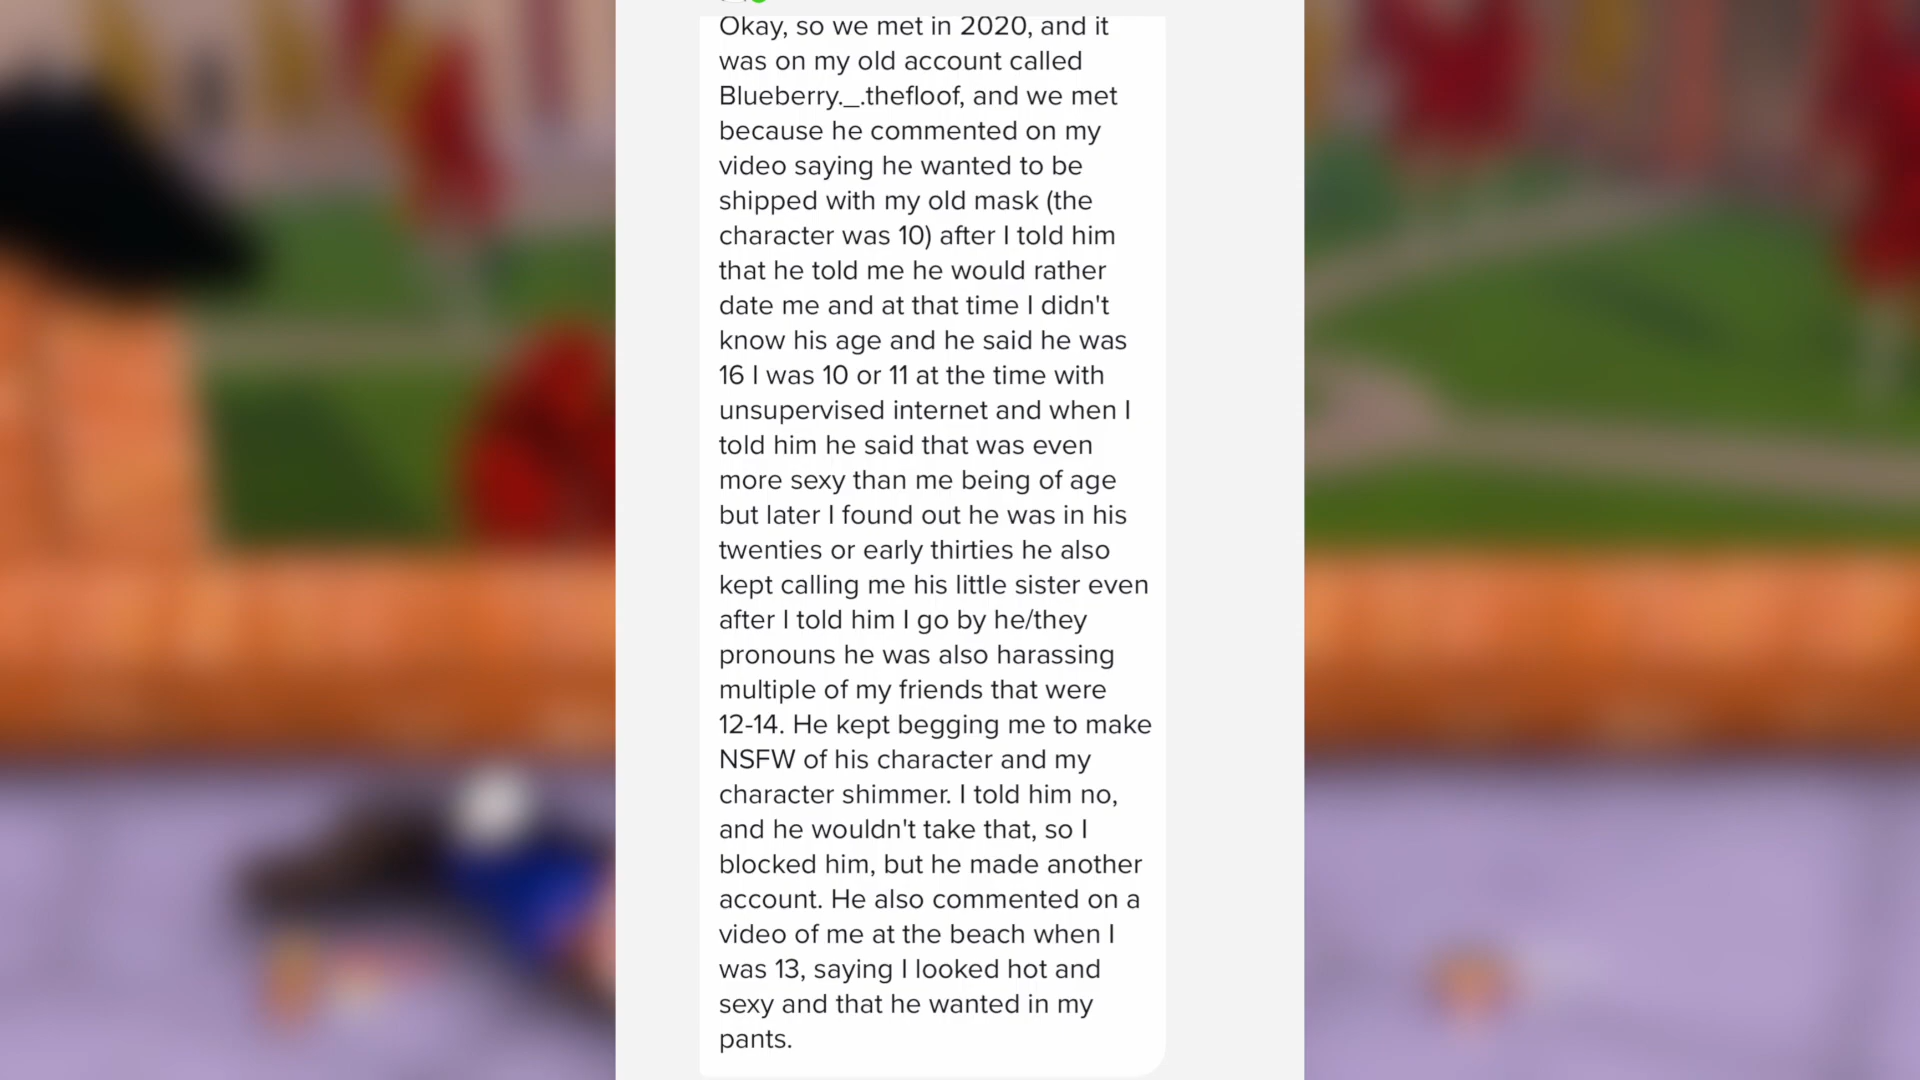 Okay, so we met in 2020, and it
was on my old account called
Blueberry._.thefloof, and we met
because he commented on my
video saying he wanted to be
shipped with my old mask (the
character was 10) after I told him
that he told me he would rather
date me and at that time I didn't
know his age and he said he was
16 I was 10 or 11 at the time with
unsupervised internet and when I
told him he said that was even
more sexy than me being of age
but later I found out he was in his
twenties or early thirties he also
kept calling me his little sister even
after I told him I go by he/they
pronouns he was also harassing
multiple of my friends that were
12-14. He kept begging me to make
NSFW of his character and my
character shimmer. I told him no,
and he wouldn't take that, so I
blocked him, but he made another
account. He also commented on a
video of me at the beach when I
was 13, saying I looked hot and
sexy and that he wanted in my
pants.